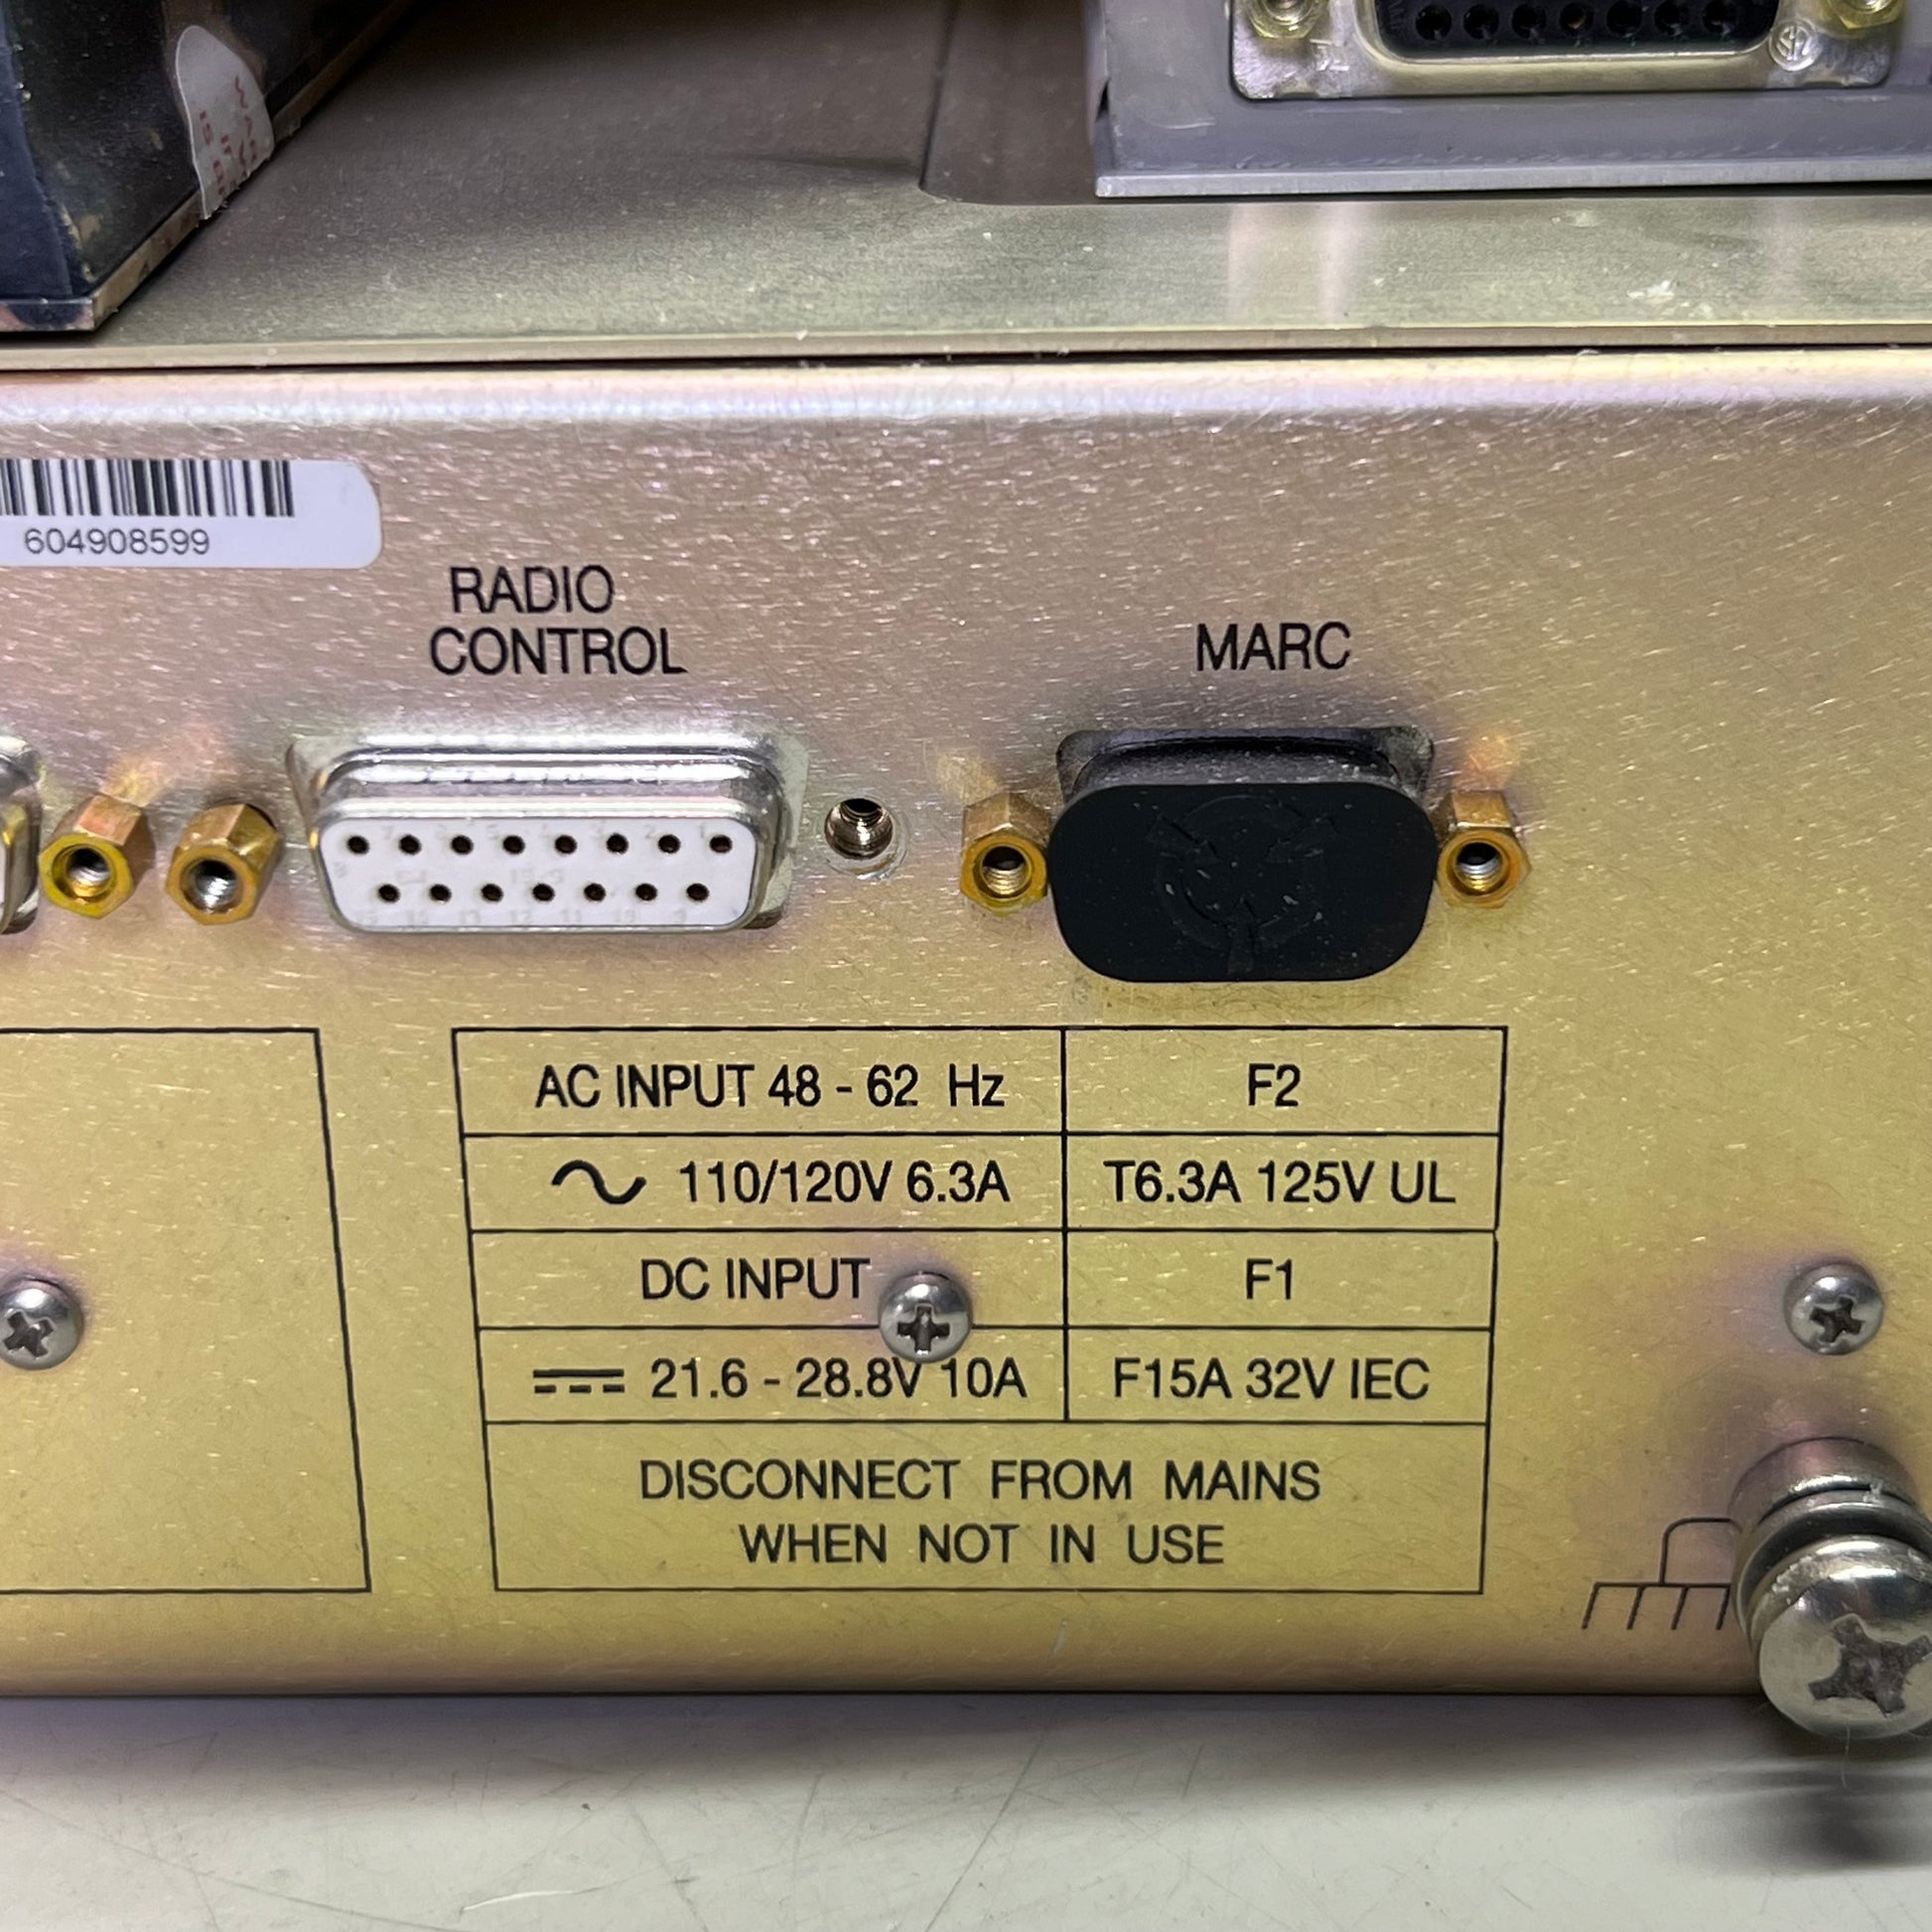 604908599
RADIO
CONTROL
MARC
AC INPUT 48 - 62 Hz
F2
110/120V 6.3A
T6.3A 125V UL
DC INPUT
F1
21.6 - 28.8V 10A
F15A 32V IEC
DISCONNECT FROM MAINS
WHEN NOT IN USE